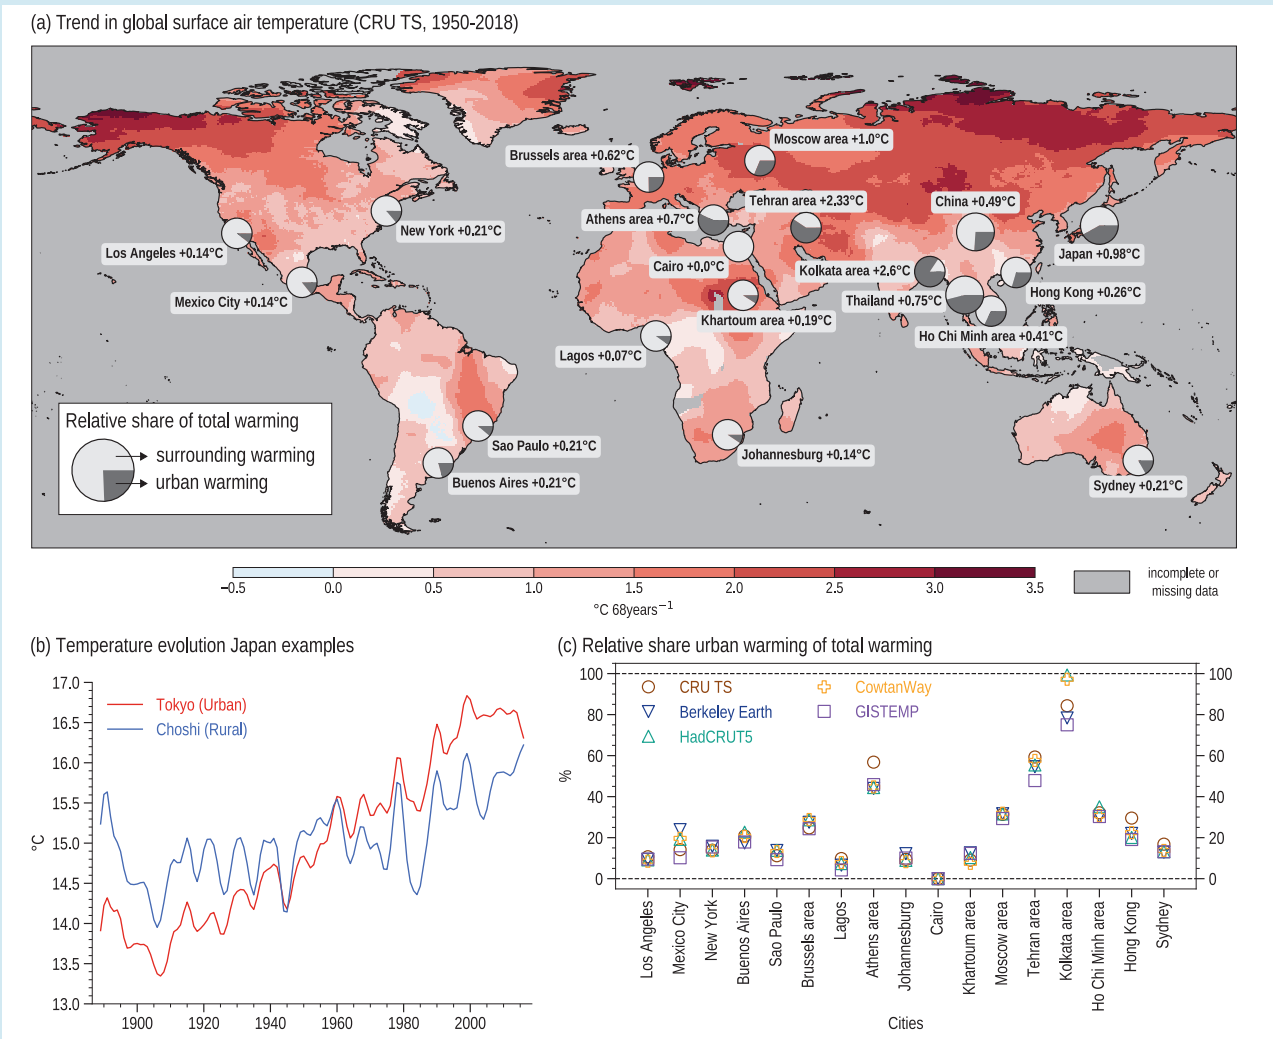 (a) Trend in global surface air temperature (CRU TS, 1950-2018)
Moscow area +1.0°C
Brussels area +0.62°C
Tehran area +2.33°C
China +0.49°C
Athens area +0.7°C
New York +0.21°C
Los Angeles +0.14°C
Japan +0.98°C
Cairo +0,0°C
Kolkata area +2.6°C
Hong Kong +0.26°C
Mexico City +0.14°C
Thailand +0.75°C
Khartoum area +0.19°C
Ho Chi Minh area +0.41°C
Lagos +0.07°C
Relative share of total warming
surrounding warming
urban warming
Sao Paulo +0.21°C
Johannesburg +0.14°C
Buenos Aires +0.21°C
Sydney +0.21°C
−0.5 0.0 0.5 1.0 1.5 2.0 2.5 3.0 3.5
°C 68years⁻¹
incomplete or
missing data
(b) Temperature evolution Japan examples
17.0
16.5
16.0
15.5
15.0
14.5
14.0
13.5
13.0
°C
Tokyo (Urban)
Choshi (Rural)
1900 1920 1940 1960 1980 2000
(c) Relative share urban warming of total warming
100
80
60
40
20
0
%
CRU TS
Berkeley Earth
HadCRUT5
CowtanWay
GISTEMP
100
80
60
40
20
0
Los Angeles
Mexico City
New York
Buenos Aires
Sao Paulo
Brussels area
Lagos
Athens area
Johannesburg
Cairo
Khartoum area
Moscow area
Tehran area
Kolkata area
Ho Chi Minh area
Hong Kong
Sydney
Cities